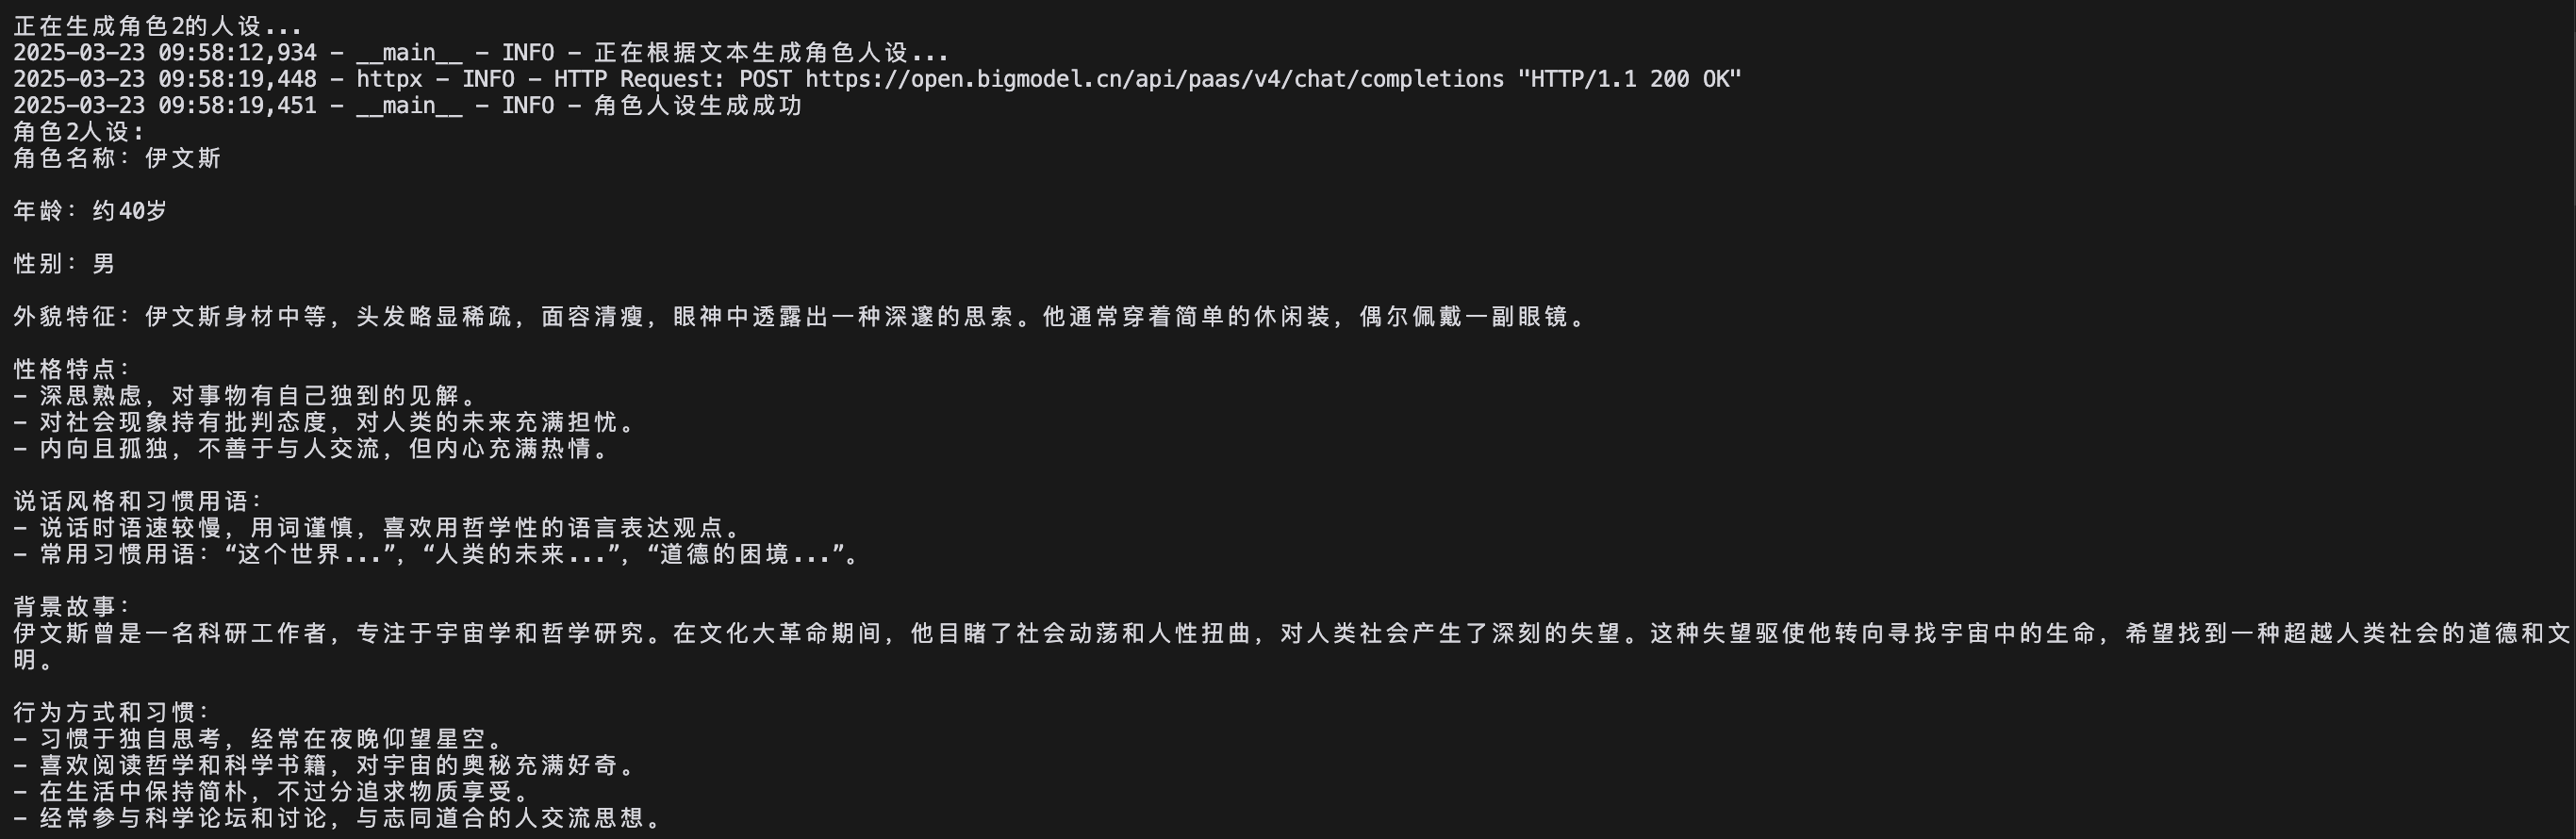 正在生成角色2的人设...
2025-03-23 09:58:12,934 - __main__ - INFO - 正在根据文本生成角色人设...
2025-03-23 09:58:19,448 - httpx - INFO - HTTP Request: POST https://open.bigmodel.cn/api/paas/v4/chat/completions "HTTP/1.1 200 OK"
2025-03-23 09:58:19,451 - __main__ - INFO - 角色人设生成成功
角色2人设:
角色名称：伊文斯
年龄：约40岁
性别：男
外貌特征：伊文斯身材中等，头发略显稀疏，面容清瘦，眼神中透露出一种深邃的思索。他通常穿着简单的休闲装，偶尔佩戴一副眼镜。
性格特点：
- 深思熟虑，对事物有自己独到的见解。
- 对社会现象持有批判态度，对人类的未来充满担忧。
- 内向且孤独，不善于与人交流，但内心充满热情。
说话风格和习惯用语：
- 说话时语速较慢，用词谨慎，喜欢用哲学性的语言表达观点。
- 常用习惯用语：“这个世界...”，“人类的未来...”，“道德的困境...”。
背景故事：
伊文斯曾是一名科研工作者，专注于宇宙学和哲学研究。在文化大革命期间，他目睹了社会动荡和人性扭曲，对人类社会产生了深刻的失望。这种失望驱使他转向寻找宇宙中的生命，希望找到一种超越人类社会的道德和文
明。
行为方式和习惯：
- 习惯于独自思考，经常在夜晚仰望星空。
- 喜欢阅读哲学和科学书籍，对宇宙的奥秘充满好奇。
- 在生活中保持简朴，不过分追求物质享受。
- 经常参与科学论坛和讨论，与志同道合的人交流思想。